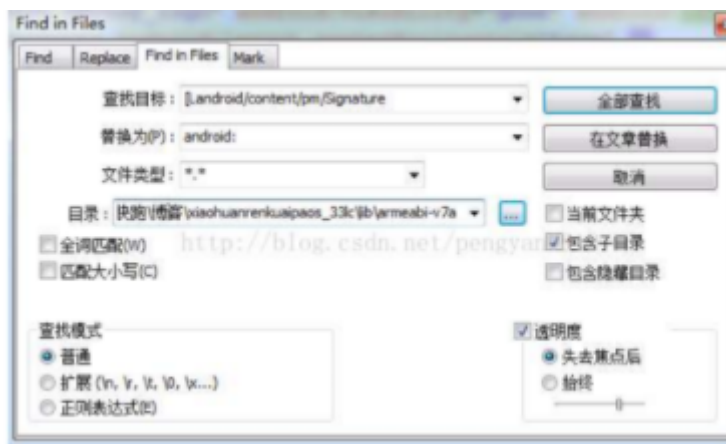 Find in Files
Find Replace Find in Files Mark
查找目标： [Landroid/content/pm/Signature
全部查找
替换为(P)： android:
在文章替换
文件类型： *.*
取消
目录： 快跑\博客\xiaohuanrenkuaipaos_33lc\lib\armeabi-v7a
...
当前文件夹
全词匹配(W)
http://blog.csdn.net/pengyan
包含子目录
匹配大小写(C)
包含隐藏目录
查找模式
透明度
普通
失去焦点后
扩展 (\n, \r, \t, \0, \x...)
始终
正则表达式(E)